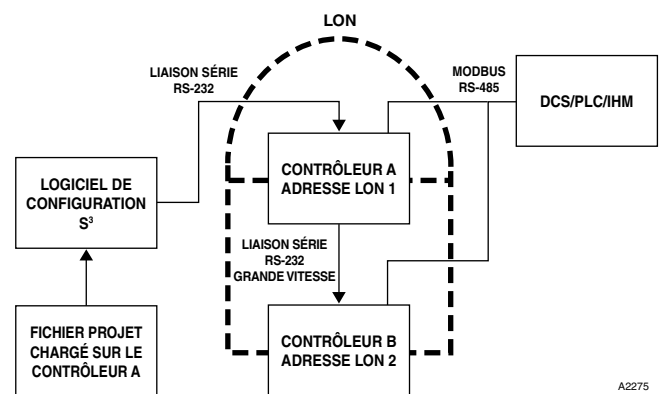 LON
LIAISON SÉRIE
RS-232
MODBUS
RS-485
DCS/PLC/IHM
CONTRÔLEUR A
ADRESSE LON 1
LOGICIEL DE
CONFIGURATION
S³
LIAISON SÉRIE
RS-232
GRANDE VITESSE
FICHIER PROJET
CHARGÉ SUR LE
CONTRÔLEUR A
CONTRÔLEUR B
ADRESSE LON 2
A2275